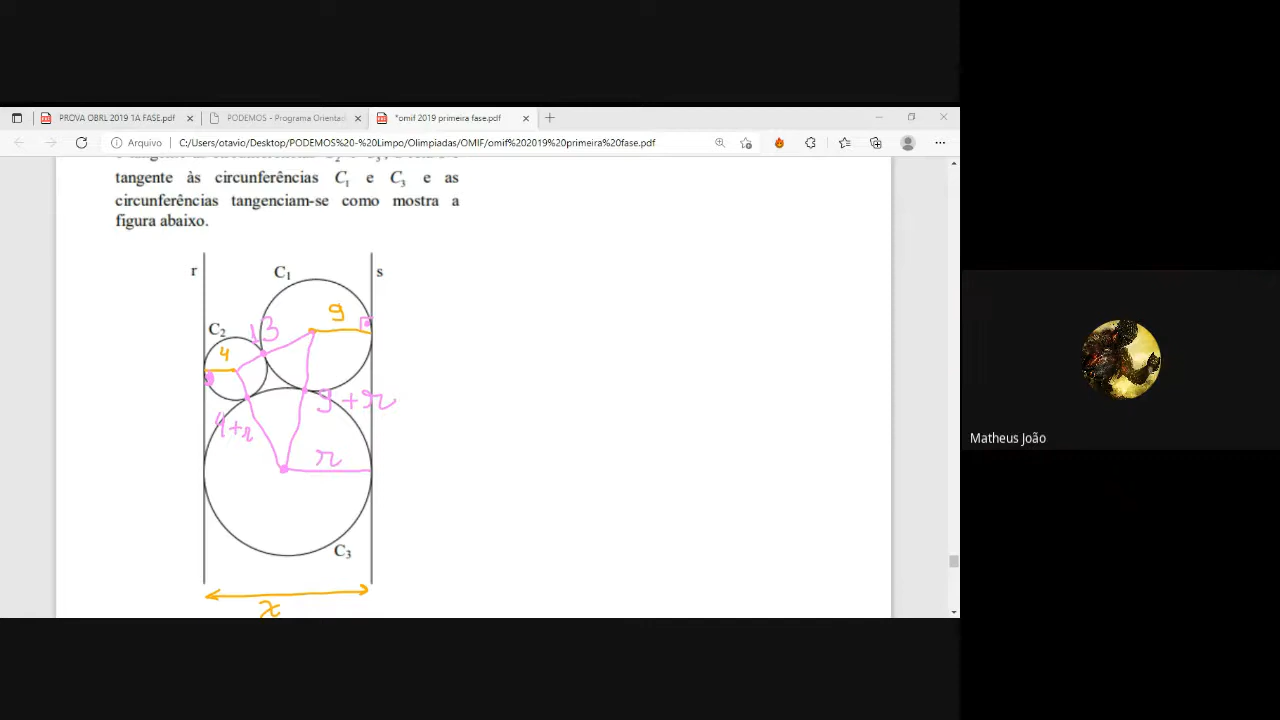 PROVA OBRL 2019 1A FASE.pdf
PODEMOS - Programa Orientad
*omif 2019 primeira fase.pdf
Arquivo C:/Users/otavio/Desktop/PODEMOS%20-%20Limpo/Olimpiadas/OMIF/omif%202019%20primeira%20fase.pdf
tangente às circunferências C₁ e C₃ e as
circunferências tangenciam-se como mostra a
figura abaixo.
r C₁ s
9
C₂ 13
4
9+r
4+r
r
C₃
x
Matheus João